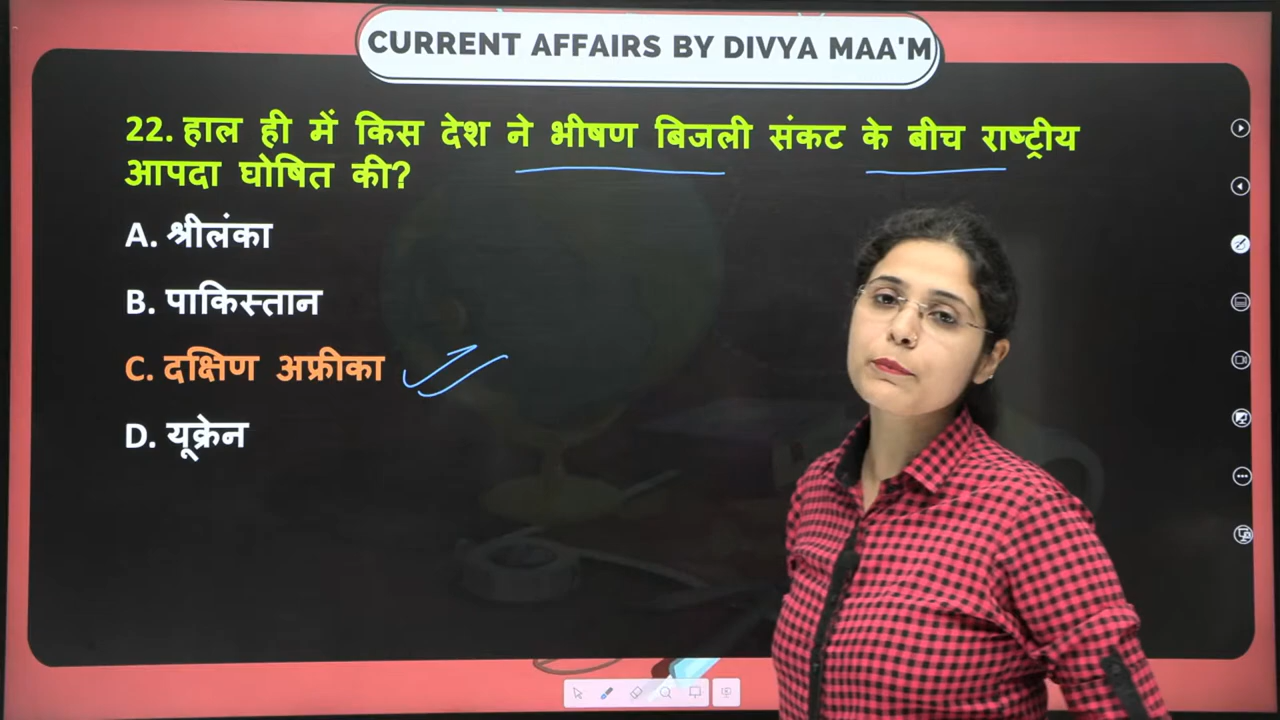 CURRENT AFFAIRS BY DIVYA MAA'M
22. हाल ही में किस देश ने भीषण बिजली संकट के बीच राष्ट्रीय
आपदा घोषित की?
A. श्रीलंका
B. पाकिस्तान
C. दक्षिण अफ्रीका
D. यूक्रेन